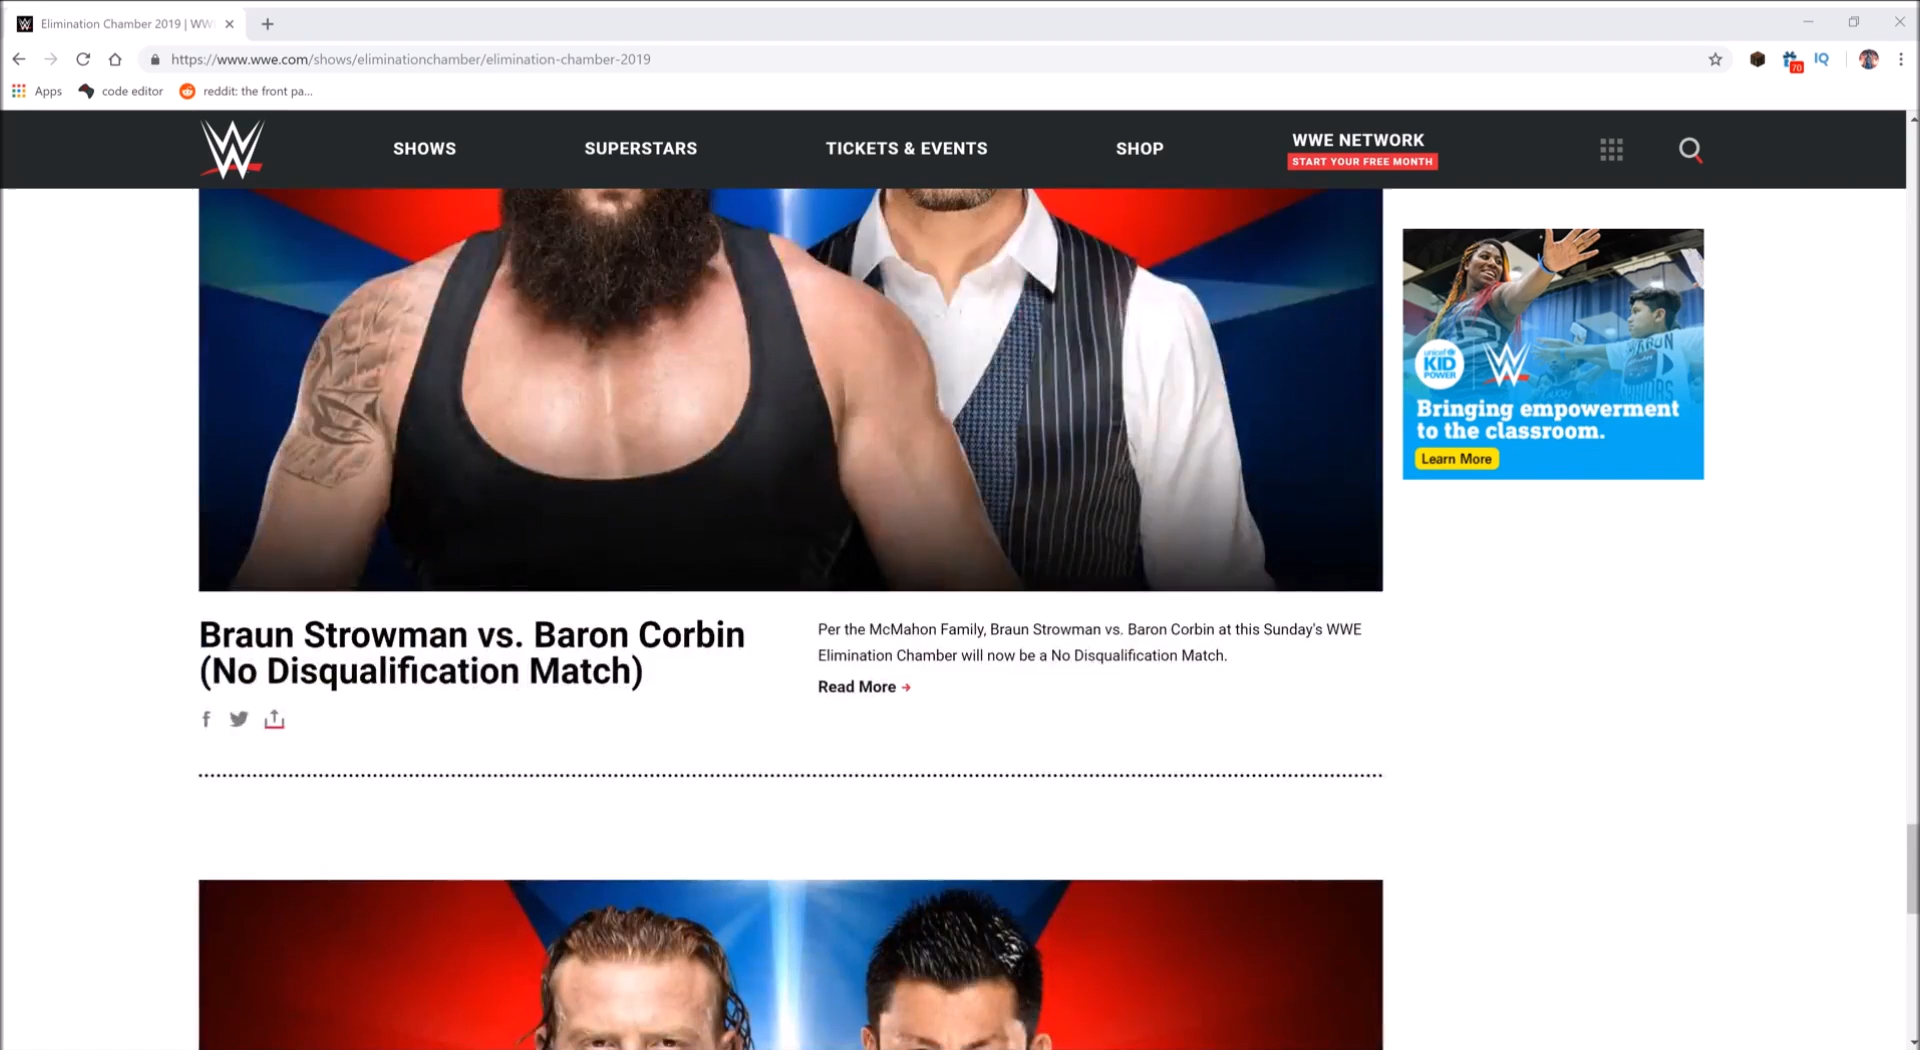 Elimination Chamber 2019 | WW
https://www.wwe.com/shows/eliminationchamber/elimination-chamber-2019
70
IQ
Apps
code editor
reddit: the front pa...
W
SHOWS
SUPERSTARS
TICKETS & EVENTS
SHOP
WWE NETWORK
START YOUR FREE MONTH
unicef
KID
POWER
Bringing empowerment
to the classroom.
Learn More
Braun Strowman vs. Baron Corbin
(No Disqualification Match)
Per the McMahon Family, Braun Strowman vs. Baron Corbin at this Sunday's WWE
Elimination Chamber will now be a No Disqualification Match.
Read More